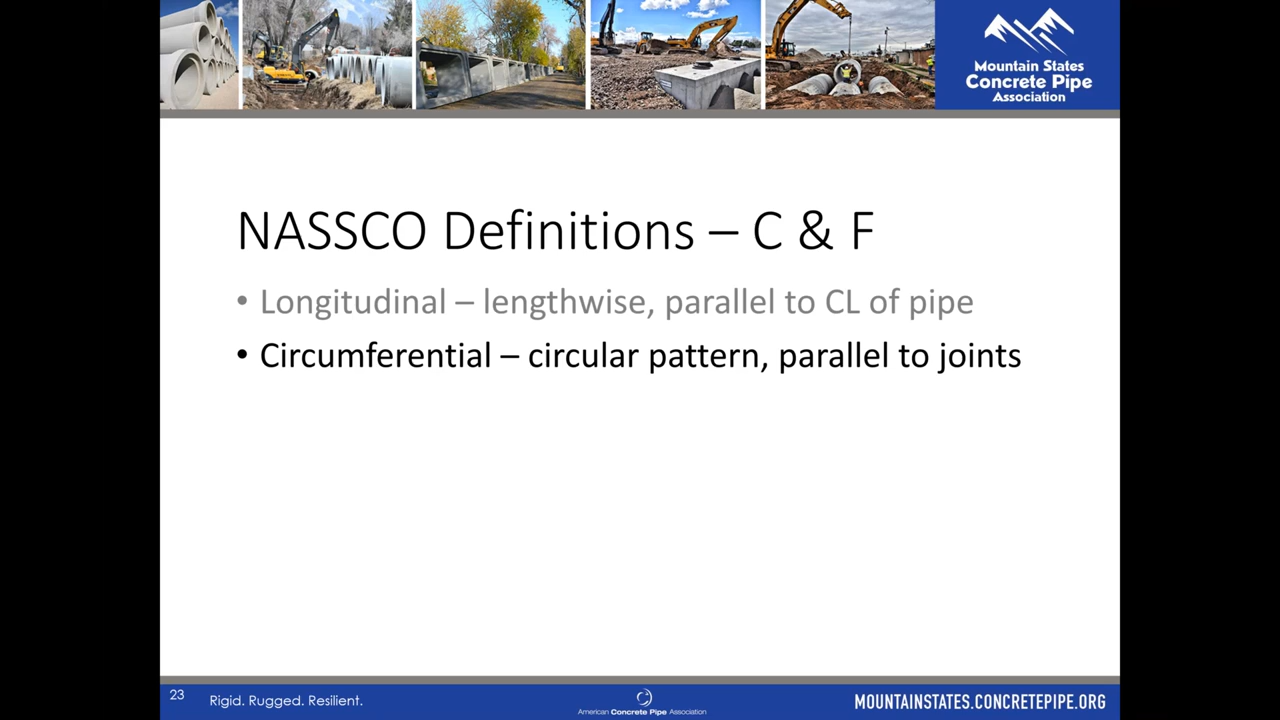 Mountain States
Concrete Pipe
Association
NASSCO Definitions – C & F
• Longitudinal – lengthwise, parallel to CL of pipe
• Circumferential – circular pattern, parallel to joints
23
Rigid. Rugged. Resilient.
American Concrete Pipe Association
MOUNTAINSTATES.CONCRETEPIPE.ORG